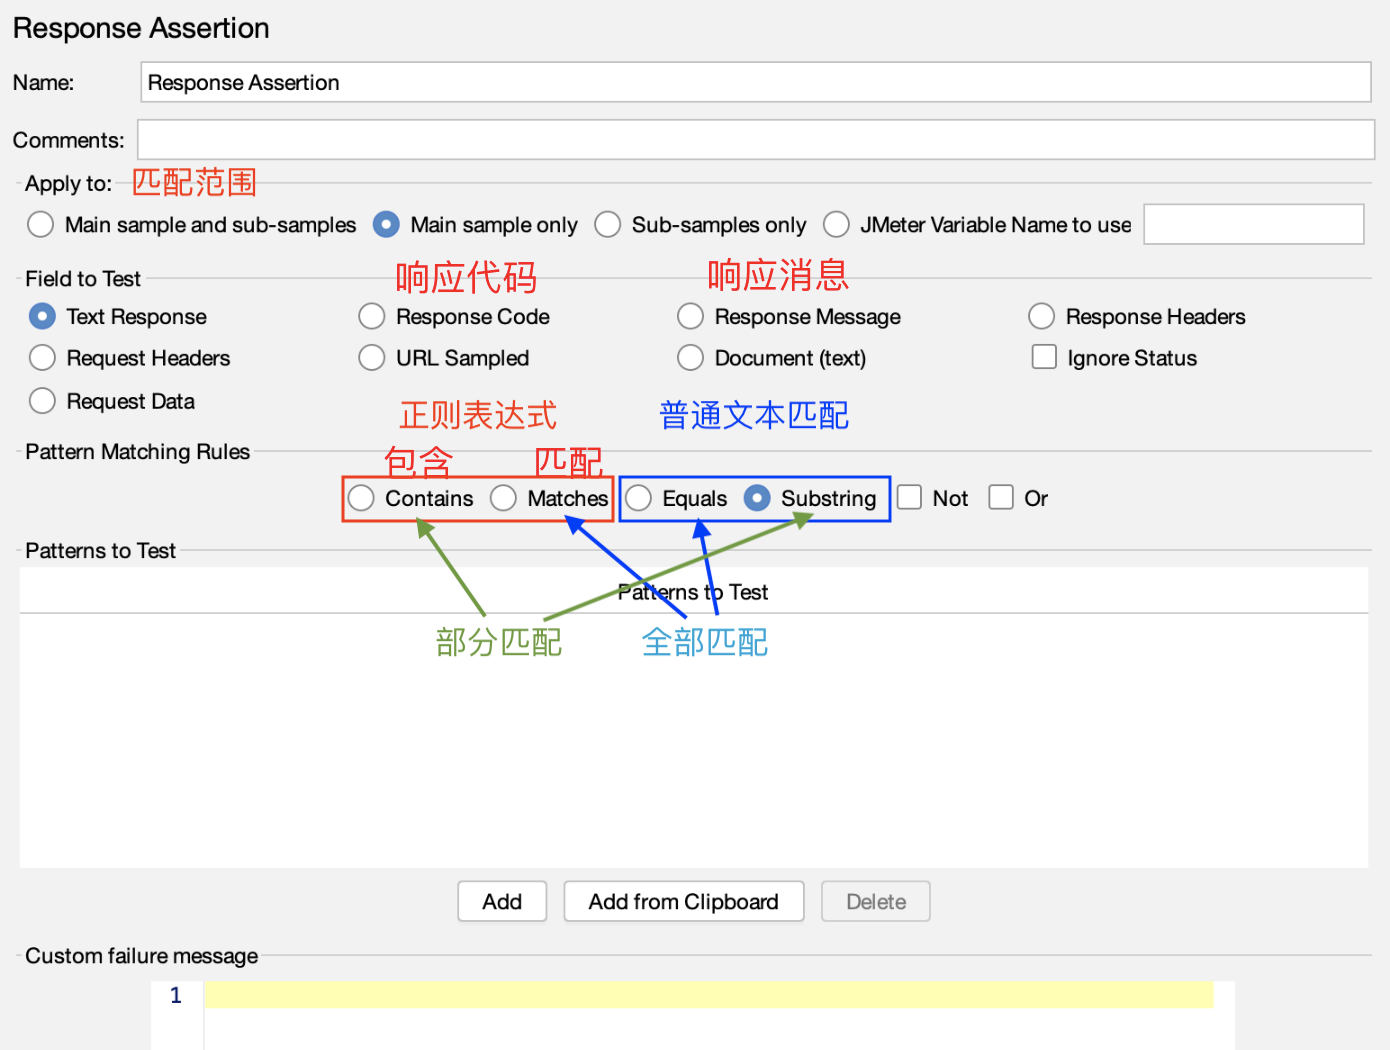 Response Assertion
Name: Response Assertion
Comments:
Apply to: 匹配范围
Main sample and sub-samples Main sample only Sub-samples only JMeter Variable Name to use
Field to Test 响应代码 响应消息
Text Response Response Code Response Message Response Headers
Request Headers URL Sampled Document (text) Ignore Status
Request Data
正则表达式 普通文本匹配
Pattern Matching Rules
包含 匹配
Contains Matches Equals Substring Not Or
Patterns to Test
Patterns to Test
部分匹配 全部匹配
Add Add from Clipboard Delete
Custom failure message
1